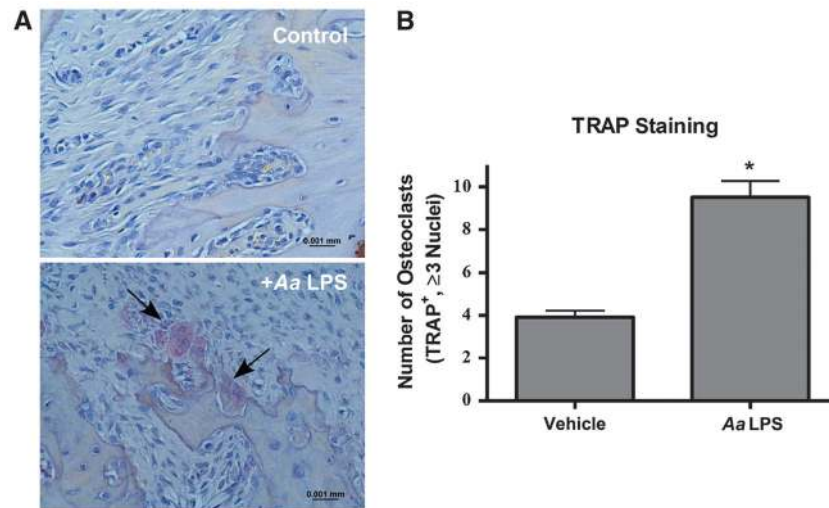 A
Control
0.001 mm
+Aa LPS
0.001 mm
B
TRAP Staining
Number of Osteoclasts
(TRAP⁺, ≥3 Nuclei)
10
8
6
4
2
0
*
Vehicle
Aa LPS